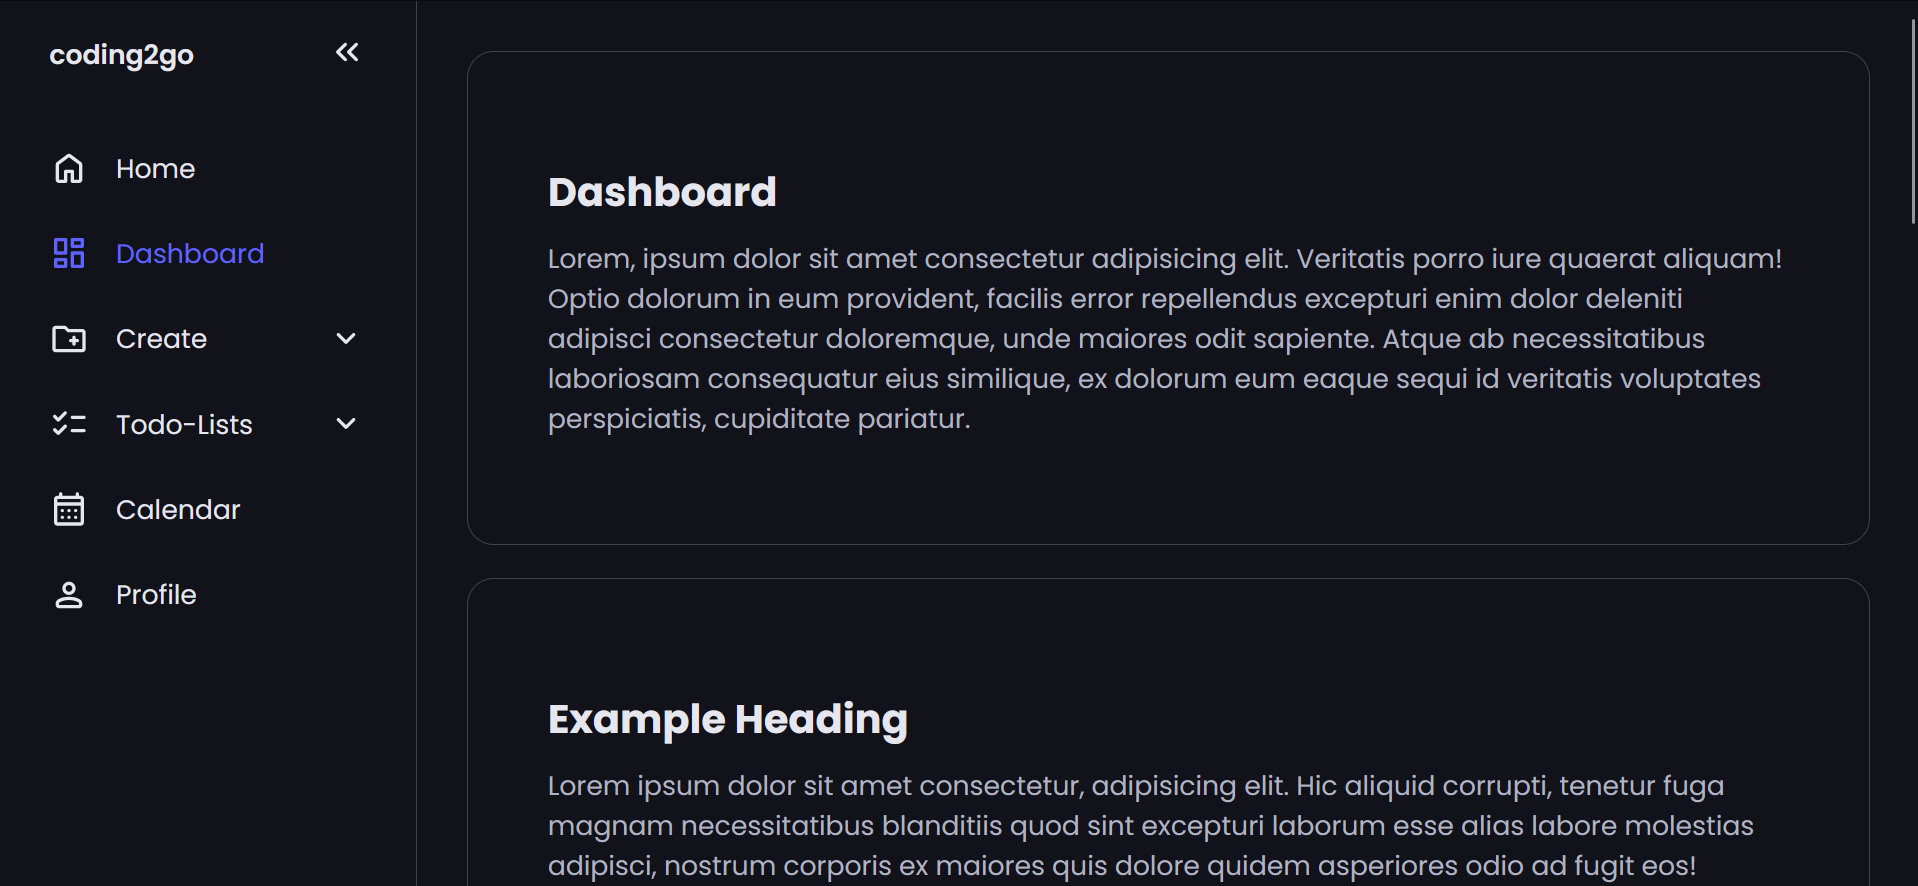 coding2go
Home
Dashboard
Create
Todo-Lists
Calendar
Profile
Dashboard
Lorem, ipsum dolor sit amet consectetur adipisicing elit. Veritatis porro iure quaerat aliquam!
Optio dolorum in eum provident, facilis error repellendus excepturi enim dolor deleniti
adipisci consectetur doloremque, unde maiores odit sapiente. Atque ab necessitatibus
laboriosam consequatur eius similique, ex dolorum eum eaque sequi id veritatis voluptates
perspiciatis, cupiditate pariatur.
Example Heading
Lorem ipsum dolor sit amet consectetur, adipisicing elit. Hic aliquid corrupti, tenetur fuga
magnam necessitatibus blanditiis quod sint excepturi laborum esse alias labore molestias
adipisci, nostrum corporis ex maiores quis dolore quidem asperiores odio ad fugit eos!